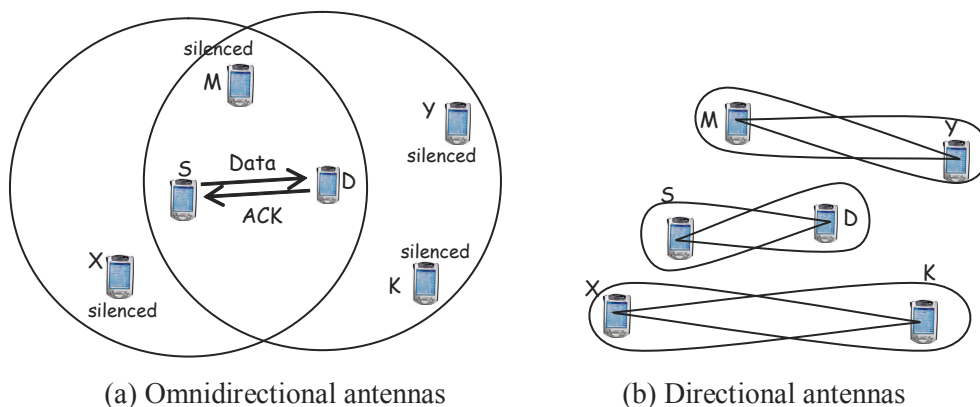 silenced
M
Y
silenced
S
Data
D
ACK
X
silenced
silenced
K
(a) Omnidirectional antennas
M
Y
S
D
X
K
(b) Directional antennas